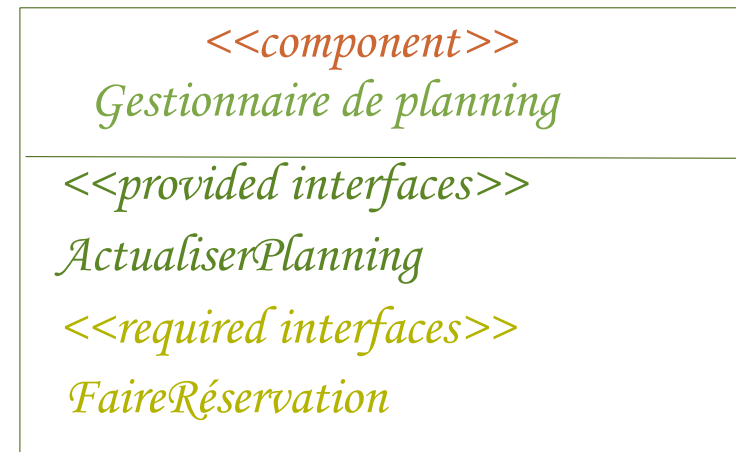 <<component>>
Gestionnaire de planning
<<provided interfaces>>
ActualiserPlanning
<<required interfaces>>
FaireRéservation